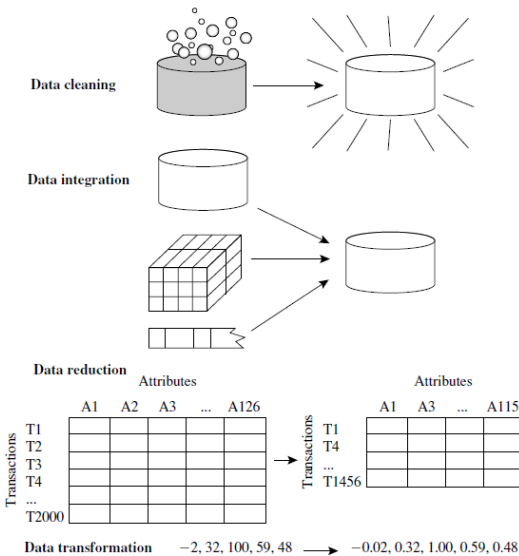 Data cleaning
Data integration
Data reduction
Attributes
A1 A2 A3 ... A126
Transactions
T1
T2
T3
T4
...
T2000
Attributes
A1 A3 ... A115
Transactions
T1
T4
...
T1456
Data transformation −2, 32, 100, 59, 48 −0.02, 0.32, 1.00, 0.59, 0.48